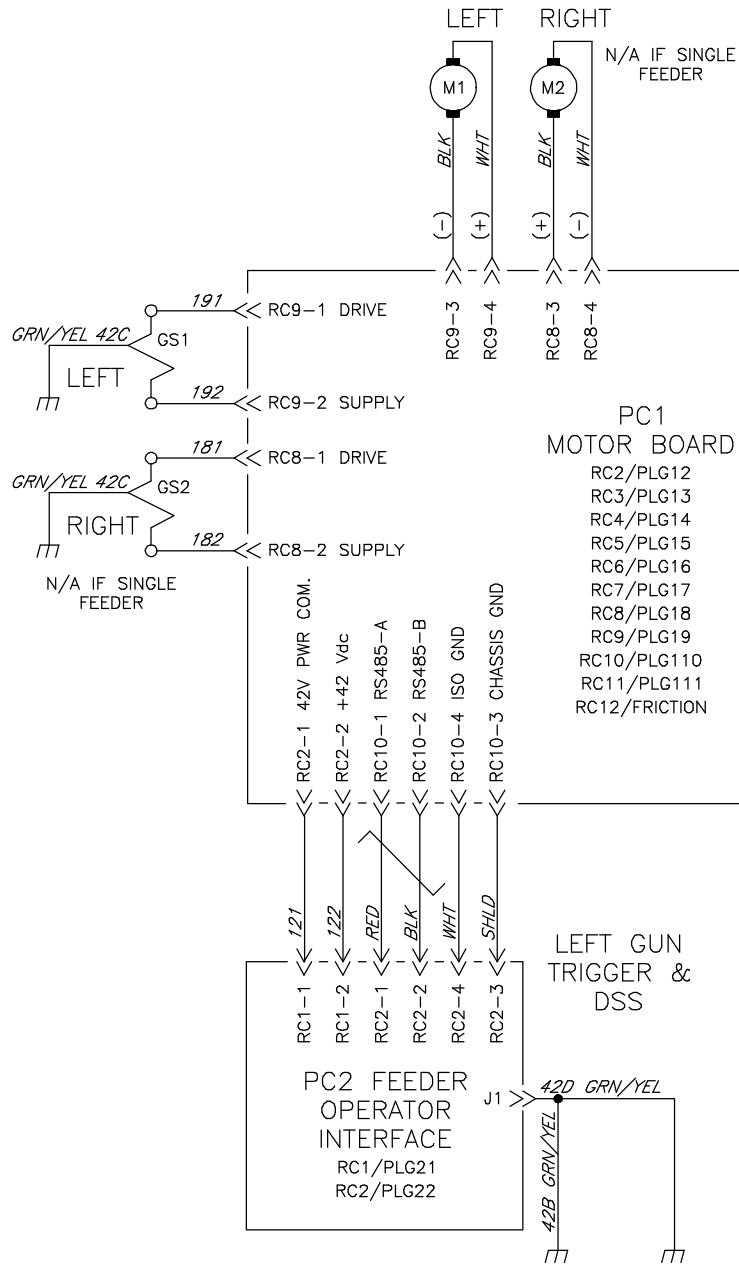 LEFT RIGHT
N/A IF SINGLE
FEEDER
M1
M2
BLK
WHT
BLK
WHT
(-)
(+)
(+)
(-)
RC9-3
RC9-4
RC8-3
RC8-4
191
RC9-1 DRIVE
GRN/YEL 42C
GS1
LEFT
192
RC9-2 SUPPLY
181
RC8-1 DRIVE
GRN/YEL 42C
GS2
RIGHT
182
RC8-2 SUPPLY
N/A IF SINGLE
FEEDER
PC1
MOTOR BOARD
RC2/PLG12
RC3/PLG13
RC4/PLG14
RC5/PLG15
RC6/PLG16
RC7/PLG17
RC8/PLG18
RC9/PLG19
RC10/PLG110
RC11/PLG111
RC12/FRICTION
RC2-1 42V PWR COM.
RC2-2 +42 Vdc
RC10-1 RS485-A
RC10-2 RS485-B
RC10-4 ISO GND
RC10-3 CHASSIS GND
121
122
RED
BLK
WHT
SHLD
LEFT GUN
TRIGGER &
DSS
RC1-1
RC1-2
RC2-1
RC2-2
RC2-4
RC2-3
PC2 FEEDER
OPERATOR
INTERFACE
RC1/PLG21
RC2/PLG22
J1
42D GRN/YEL
42B GRN/YEL